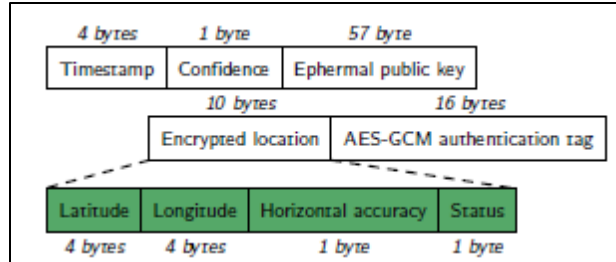 4 bytes 1 byte 57 byte
Timestamp Confidence Ephermal public key
10 bytes 16 bytes
Encrypted location AES-GCM authentication tag
Latitude Longitude Horizontal accuracy Status
4 bytes 4 bytes 1 byte 1 byte